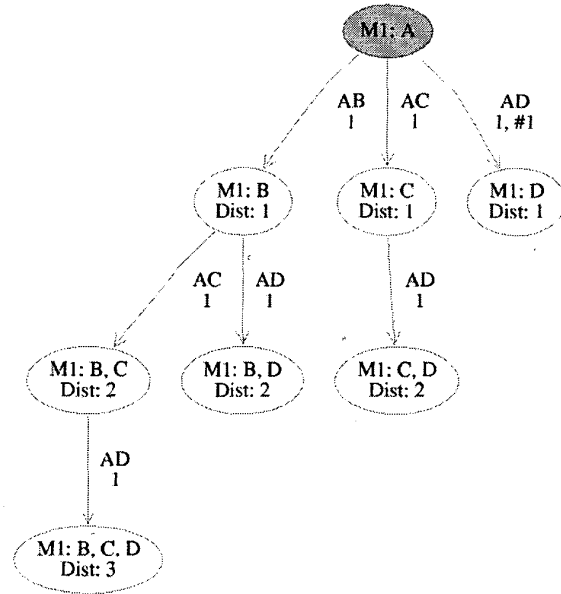 M1: A
AB
1
AC
1
AD
1, #1
M1: B
Dist: 1
M1: C
Dist: 1
M1: D
Dist: 1
AC
1
AD
1
AD
1
M1: B, C
Dist: 2
M1: B, D
Dist: 2
M1: C, D
Dist: 2
AD
1
M1: B, C, D
Dist: 3